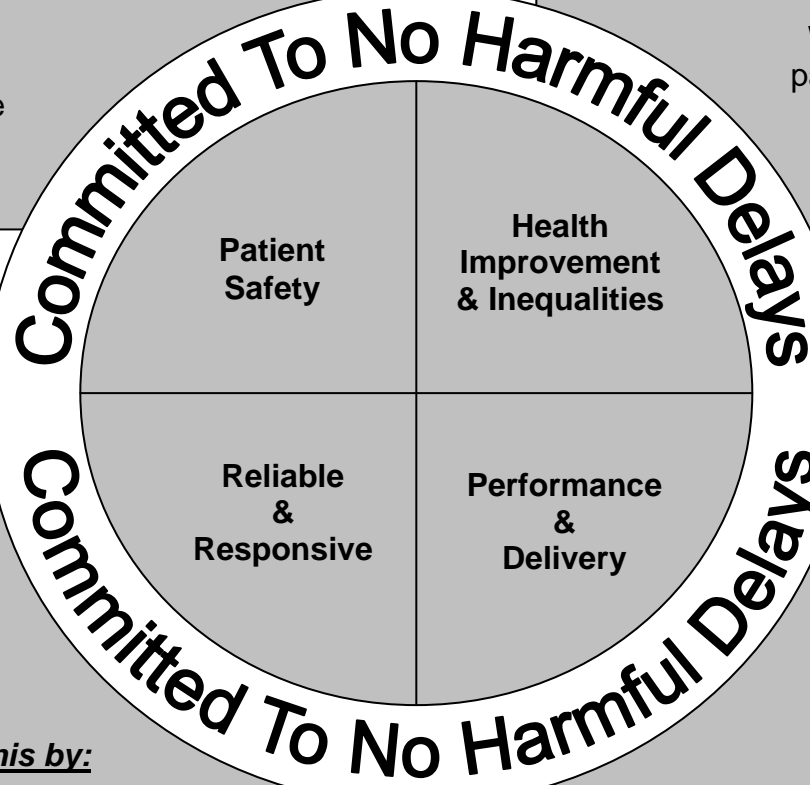 Committed To No Harmful Delays
Patient
Safety
Health
Improvement
& Inequalities
Reliable
&
Responsive
Performance
&
Delivery
Committed To No Harmful Delays
by: